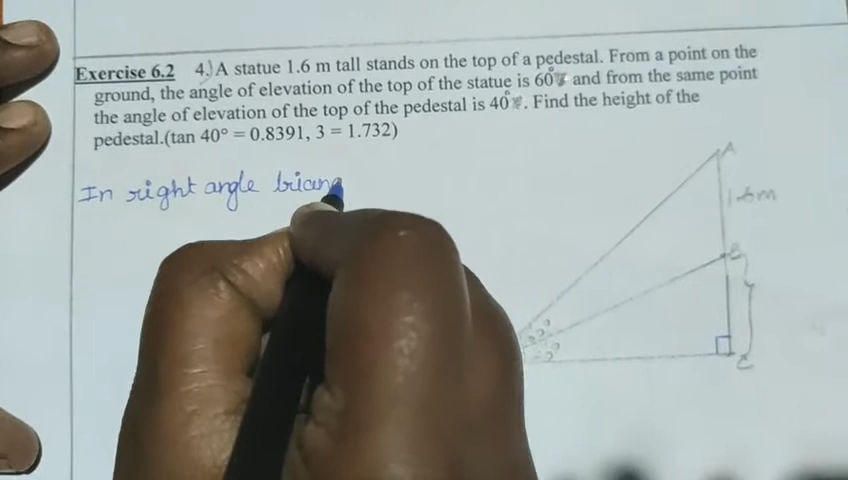 Exercise 6.2 4.) A statue 1.6 m tall stands on the top of a pedestal. From a point on the
ground, the angle of elevation of the top of the statue is 60° and from the same point
the angle of elevation of the top of the pedestal is 40°. Find the height of the
pedestal.(tan 40° = 0.8391, 3 = 1.732)
In right angle triang
A
1.6m
B
C